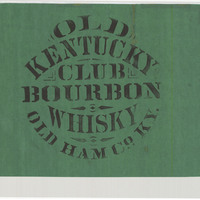 OLD
KENTUCKY
CLUB
BOURBON
WHISKY
OLD HAM CO. KY.